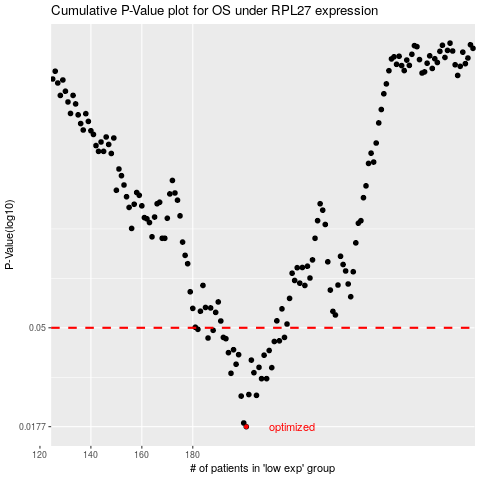 Cumulative P-Value plot for OS under RPL27 expression
P-Value(log10)
0.05
0.0177
optimized
120 140 160 180
# of patients in 'low exp' group